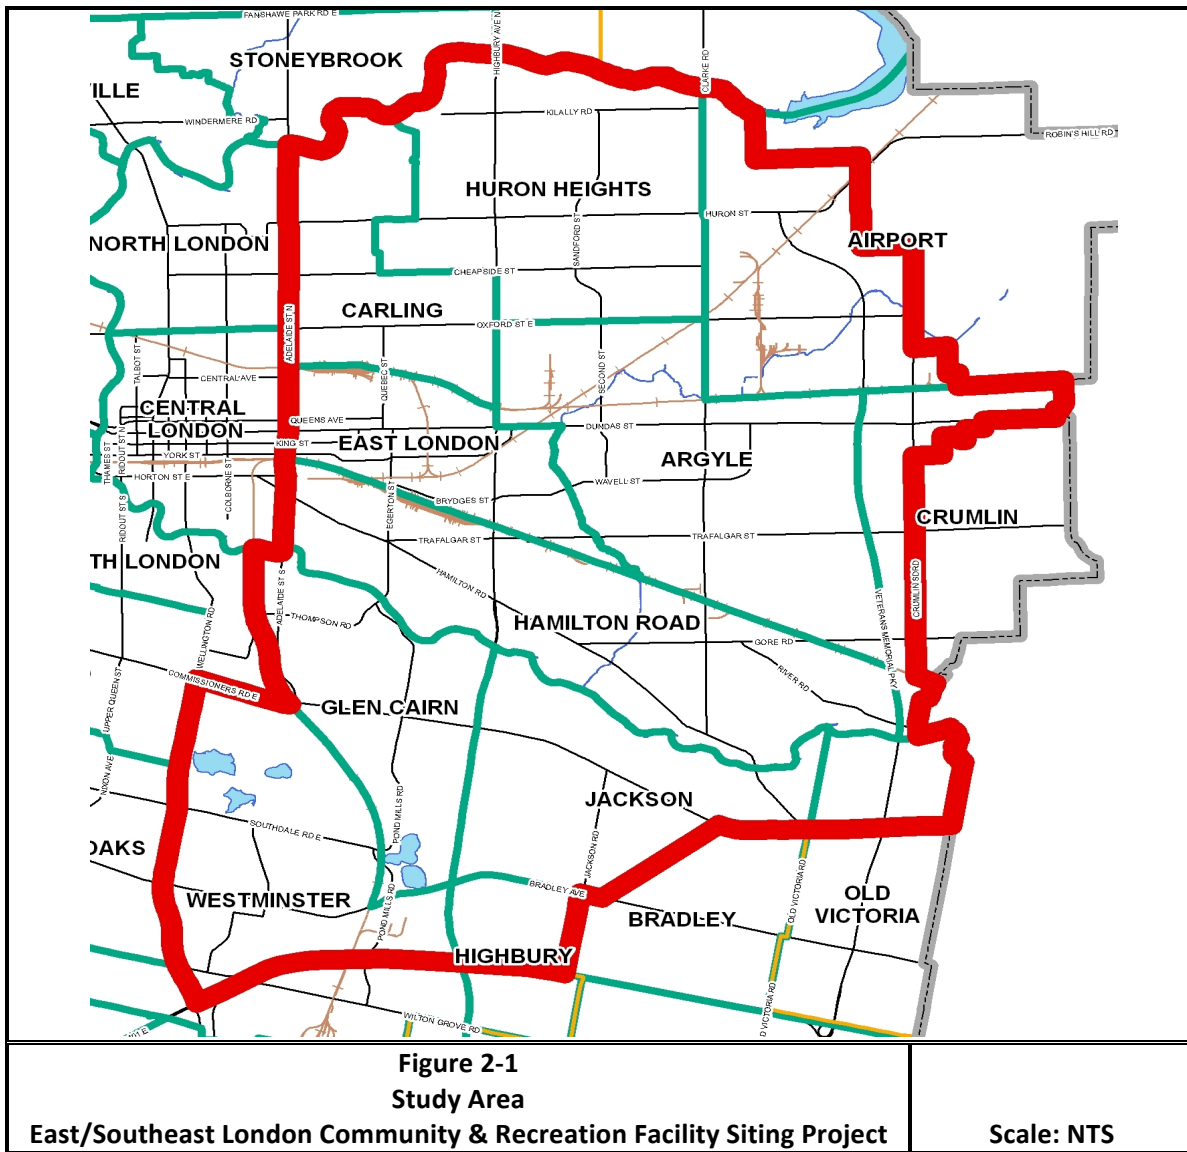 FANSHAWE PARK RD E
HIGHBURY AVE N
CLARKE RD
STONEYBROOK
ILLE
WINDERMERE RD
KILALLY RD
ROBIN'S HILL RD
HURON HEIGHTS
HURON ST
SANDFORD ST
NORTH LONDON
AIRPORT
CHEAPSIDE ST
CARLING
OXFORD ST E
ADELAIDE ST N
TALBOT ST
QUEBEC ST
SECOND ST
CENTRAL AVE
CENTRAL
LONDON
QUEENS AVE
DUNDAS ST
KING ST
EAST LONDON
ARGYLE
THAMES ST
RIDOUT ST N
YORK ST
HORTON ST E
COLBORNE ST
WAVELL ST
BRYDGES ST
EGERTON ST
RIDOUT ST S
CRUMLIN
TRAFALGAR ST
TRAFALGAR ST
TH LONDON
HAMILTON RD
ADELAIDE ST S
CRUMLIN SDRD
VETERANS MEMORIAL PKY
WELLINGTON RD
THOMPSON RD
HAMILTON ROAD
GORE RD
RIVER RD
COMMISSIONERS RD E
UPPER QUEEN ST
GLEN CAIRN
NIXON AVE
POND MILLS RD
JACKSON
SOUTHDALE RD E
OAKS
JACKSON RD
OLD VICTORIA RD
BRADLEY AVE
WESTMINSTER
POND MILLS RD
BRADLEY
OLD
VICTORIA
HIGHBURY
D VICTORIA RD
WILTON GROVE RD
401 E
Figure 2-1
Study Area
East/Southeast London Community & Recreation Facility Siting Project
Scale: NTS